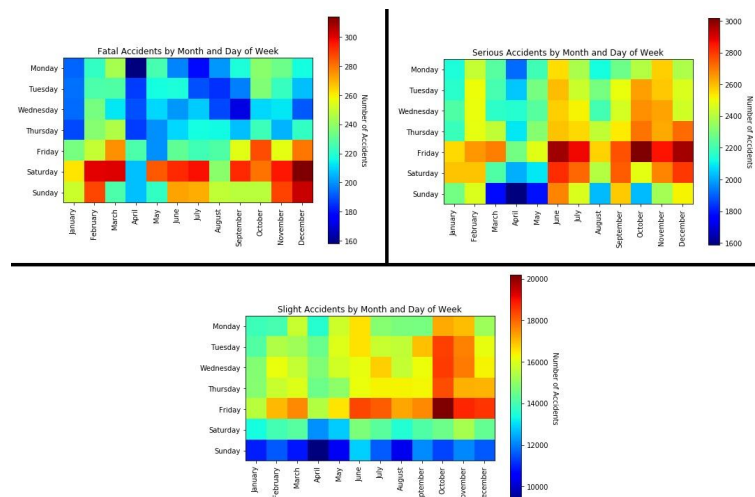 Fatal Accidents by Month and Day of Week
Monday
Tuesday
Wednesday
Thursday
Friday
Saturday
Sunday
January
February
March
April
May
June
July
August
September
October
November
December
300
280
260
240
220
200
180
160
Number of Accidents
Serious Accidents by Month and Day of Week
Monday
Tuesday
Wednesday
Thursday
Friday
Saturday
Sunday
January
February
March
April
May
June
July
August
September
October
November
December
3000
2800
2600
2400
2200
2000
1800
1600
Number of Accidents
Slight Accidents by Month and Day of Week
Monday
Tuesday
Wednesday
Thursday
Friday
Saturday
Sunday
January
February
March
April
May
June
July
August
September
October
November
December
20000
18000
16000
14000
12000
10000
Number of Accidents